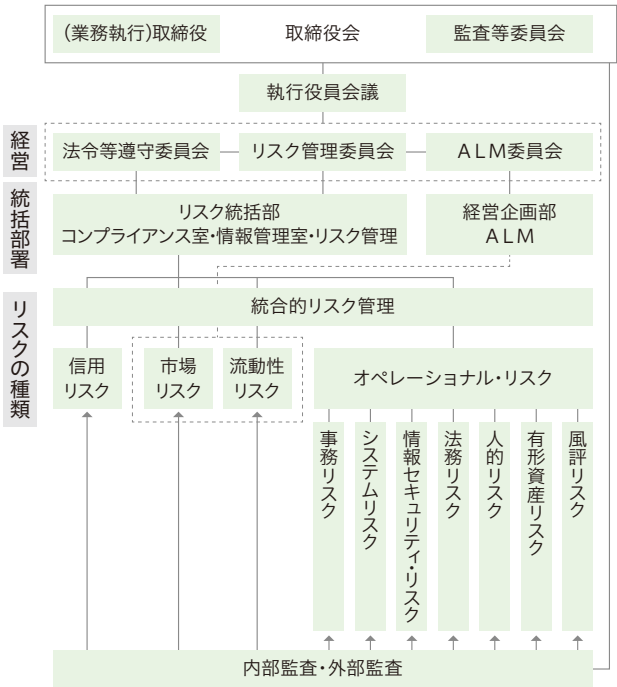 (業務執行)取締役
取締役会
監査等委員会
執行役員会議
経営
法令等遵守委員会
リスク管理委員会
ALM委員会
統括部署
リスク統括部
コンプライアンス室・情報管理室・リスク管理
経営企画部
ALM
リスクの種類
統合的リスク管理
信用
リスク
市場
リスク
流動性
リスク
オペレーショナル・リスク
事務リスク
システムリスク
情報セキュリティ・リスク
法務リスク
人的リスク
有形資産リスク
風評リスク
内部監査・外部監査